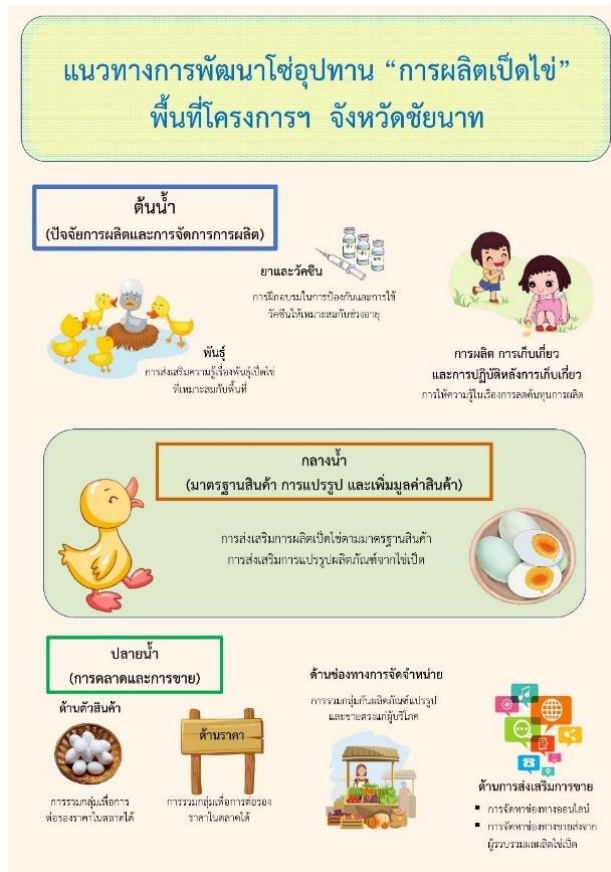 แนวทางการพัฒนาโซ่อุปทาน “การผลิตเป็ดไข่”
พื้นที่โครงการฯ จังหวัดชัยนาท
ต้นน้ำ
(ปัจจัยการผลิตและการจัดการการผลิต)
ยาและวัคซีน
การฝึกอบรมในการป้องกันและการใช้
วัคซีนให้เหมาะสมกับช่วงอายุ
พันธุ์
การส่งเสริมความรู้เรื่องพันธุ์เป็ดไข่
ที่เหมาะสมกับพื้นที่
การผลิต การเก็บเกี่ยว
และการปฏิบัติหลังการเก็บเกี่ยว
การให้ความรู้ในเรื่องการลดต้นทุนการผลิต
กลางน้ำ
(มาตรฐานสินค้า การแปรรูป และเพิ่มมูลค่าสินค้า)
การส่งเสริมการผลิตเป็ดไข่ตามมาตรฐานสินค้า
การส่งเสริมการแปรรูปผลิตภัณฑ์จากไข่เป็ด
ปลายน้ำ
(การตลาดและการขาย)
ด้านตัวสินค้า
การรวมกลุ่มเพื่อการ
ต่อรองราคาในตลาดได้
ด้านราคา
การรวมกลุ่มเพื่อการต่อรอง
ราคาในตลาดได้
ด้านช่องทางการจัดจำหน่าย
การรวมกลุ่มกันผลิตภัณฑ์แปรรูป
และขายตรงแก่ผู้บริโภค
ด้านการส่งเสริมการขาย
▪ การจัดหาช่องทางออนไลน์
▪ การจัดหาช่องทางขายส่งจาก
ผู้รวบรวมผลผลิตไข่เป็ด